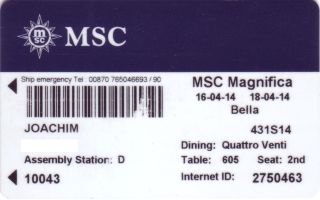 msc MSC
Ship emergency Tel : 00870 765046693 / 90
MSC Magnifica
16-04-14 18-04-14
Bella
JOACHIM
431S14
Dining: Quattro Venti
Assembly Station: D
Table: 605 Seat: 2nd
10043
Internet ID: 2750463